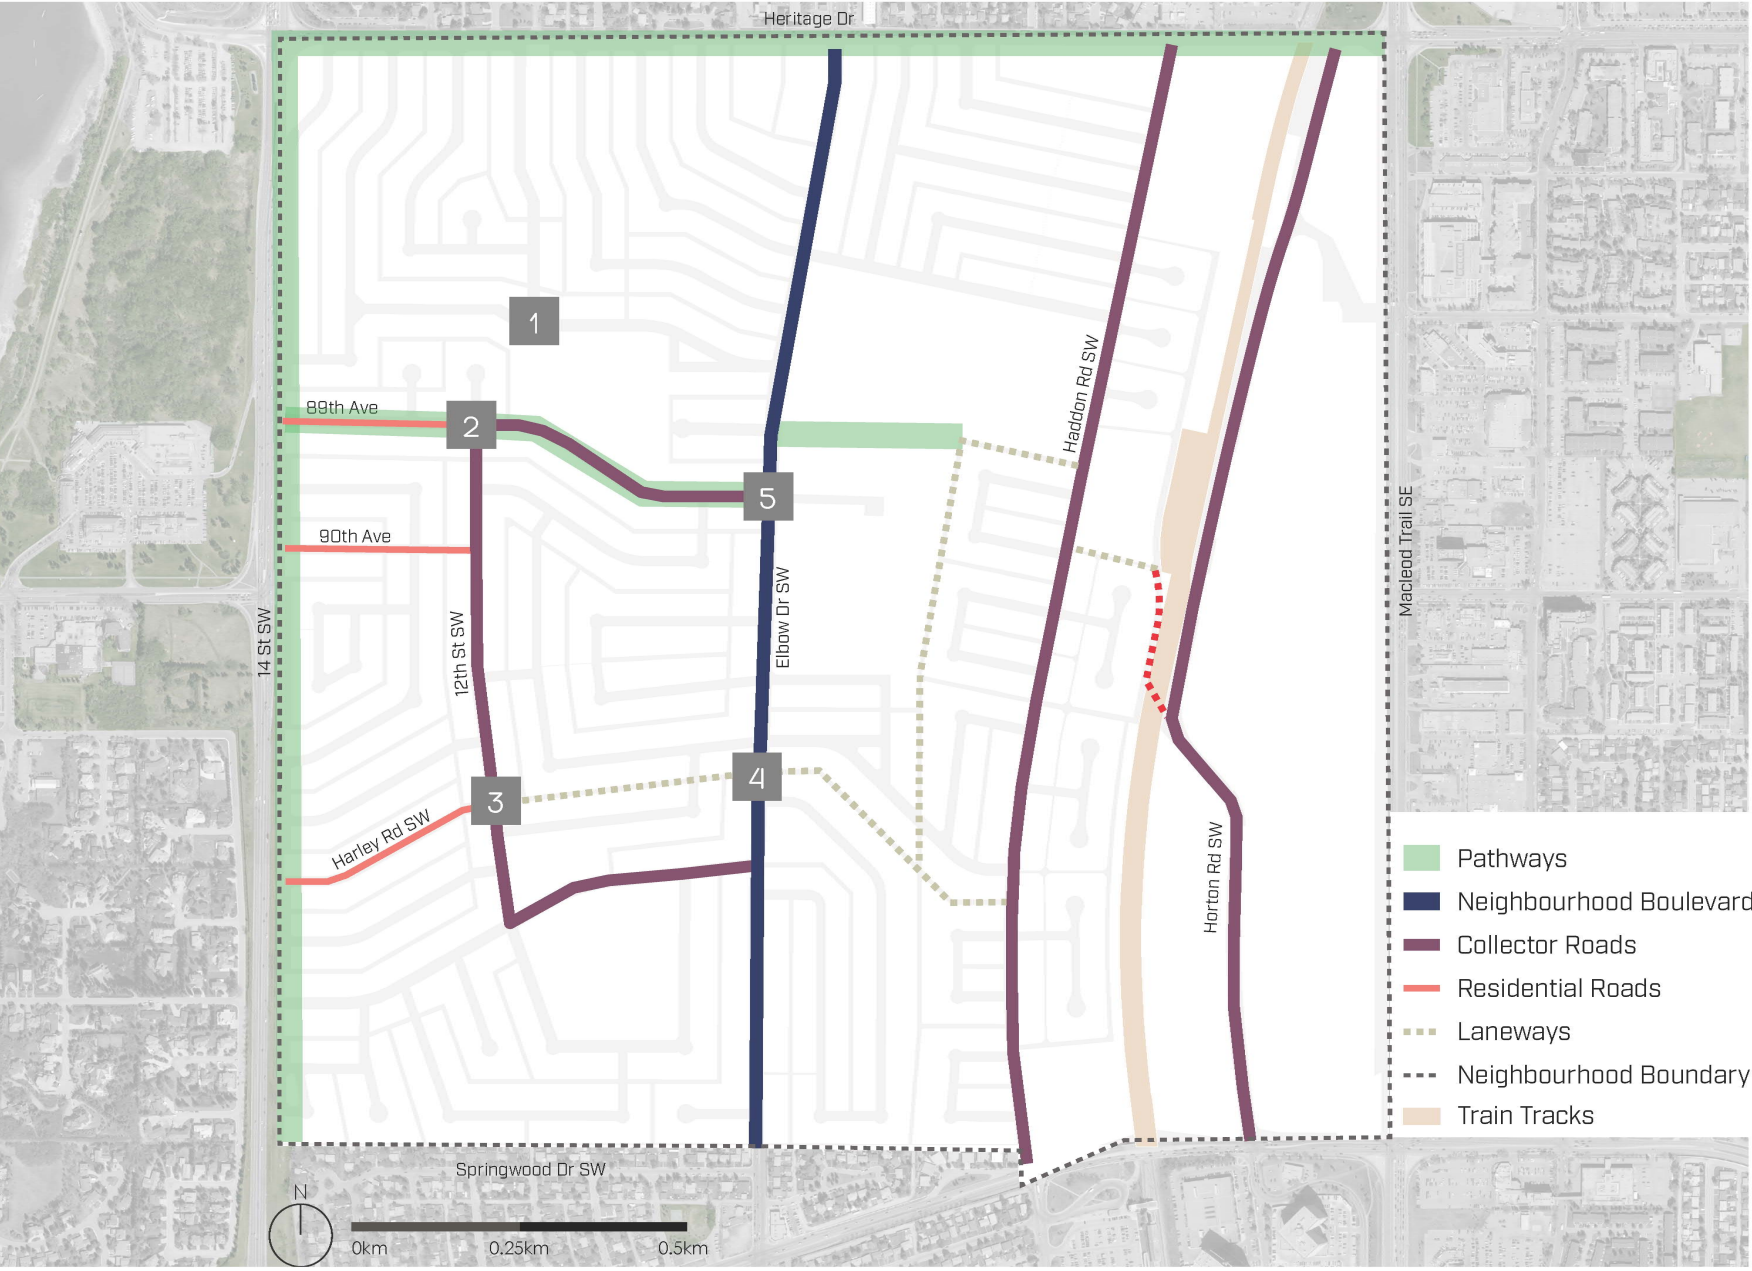 Heritage Dr
1
89th Ave
2
Haddon Rd SW
5
90th Ave
Macleod Trail SE
Elbow Dr SW
14 St SW
12th St SW
4
3
Harley Rd SW
Horton Rd SW
Pathways
Neighbourhood Boulevard
Collector Roads
Residential Roads
Laneways
Neighbourhood Boundary
Train Tracks
Springwood Dr SW
N
0km 0.25km 0.5km